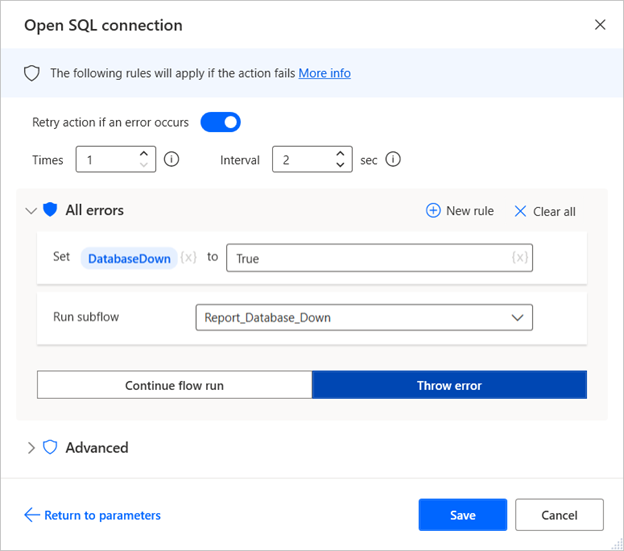 Open SQL connection
The following rules will apply if the action fails More info
Retry action if an error occurs
Times 1 Interval 2 sec
All errors New rule Clear all
Set DatabaseDown {x} to True {x}
Run subflow Report_Database_Down
Continue flow run Throw error
Advanced
Return to parameters Save Cancel